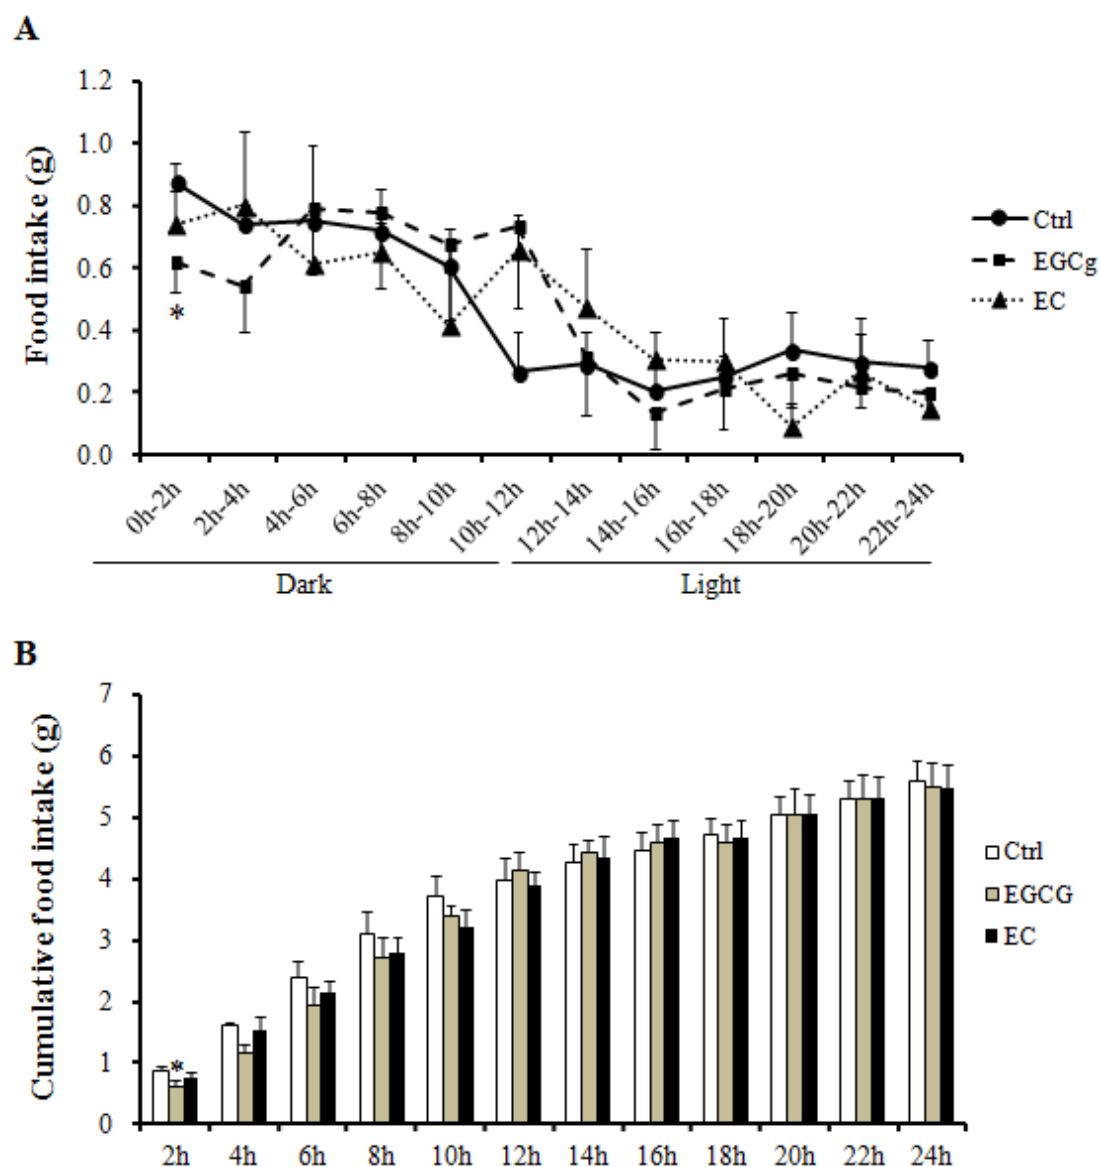 A
Food intake (g)
1.2
1.0
0.8
0.6
0.4
0.2
0.0
*
Ctrl
EGCg
EC
0h-2h
2h-4h
4h-6h
6h-8h
8h-10h
10h-12h
12h-14h
14h-16h
16h-18h
18h-20h
20h-22h
22h-24h
Dark
Light
B
Cumulative food intake (g)
7
6
5
4
3
2
1
0
*
Ctrl
EGCG
EC
2h
4h
6h
8h
10h
12h
14h
16h
18h
20h
22h
24h